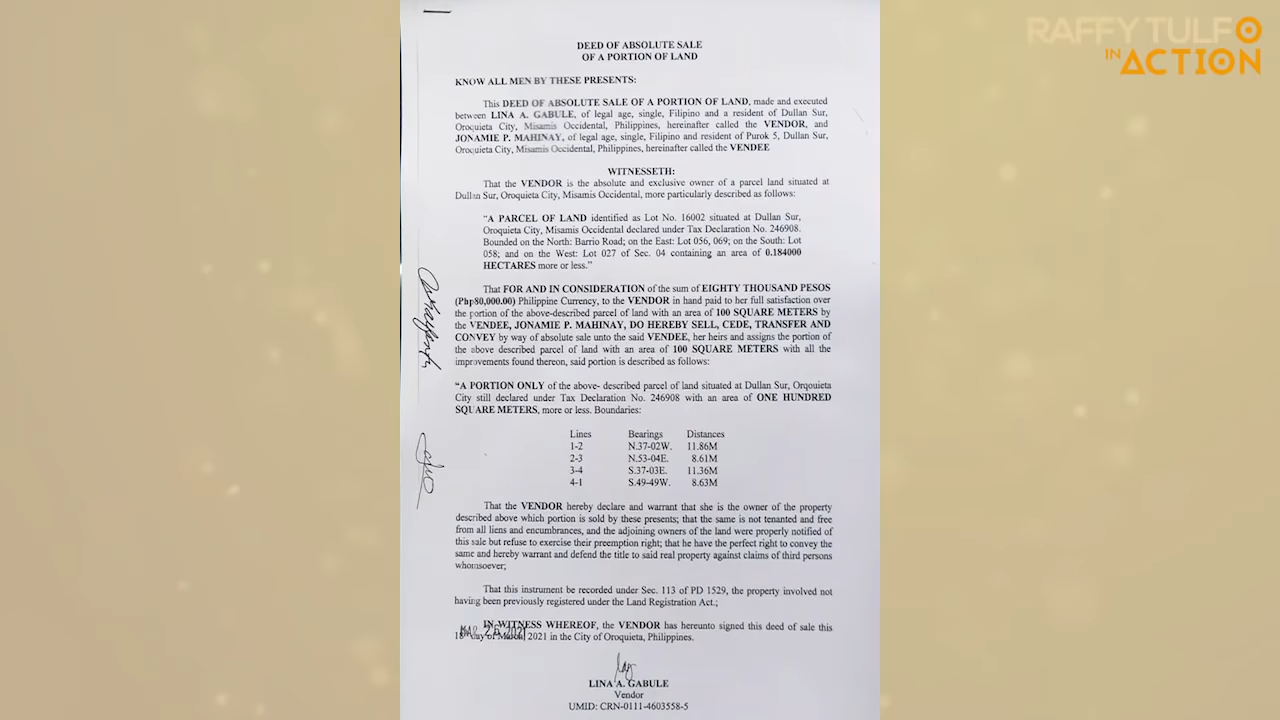 RAFFY TULFO
IN ACTION
DEED OF ABSOLUTE SALE
OF A PORTION OF LAND
KNOW ALL MEN BY THESE PRESENTS:
This DEED OF ABSOLUTE SALE OF A PORTION OF LAND, made and executed
between LINA A. GABULE, of legal age, single, Filipino and a resident of Dullan Sur,
Oroquieta City, Misamis Occidental, Philippines, hereinafter called the VENDOR, and
JONAMIE P. MAHINAY, of legal age, single, Filipino and resident of Purok 5, Dullan Sur,
Oroquieta City, Misamis Occidental, Philippines, hereinafter called the VENDEE
WITNESSETH:
That the VENDOR is the absolute and exclusive owner of a parcel land situated at
Dullan Sur, Oroquieta City, Misamis Occidental, more particularly described as follows:
"A PARCEL OF LAND identified as Lot No. 16002 situated at Dullan Sur,
Oroquieta City, Misamis Occidental declared under Tax Declaration No. 246908.
Bounded on the North: Barrio Road; on the East: Lot 056, 069; on the South: Lot
058; and on the West: Lot 027 of Sec. 04 containing an area of 0.184000
HECTARES more or less."
That FOR AND IN CONSIDERATION of the sum of EIGHTY THOUSAND PESOS
(Php80,000.00) Philippine Currency, to the VENDOR in hand paid to her full satisfaction over
the portion of the above-described parcel of land with an area of 100 SQUARE METERS by
the VENDEE, JONAMIE P. MAHINAY, DO HEREBY SELL, CEDE, TRANSFER AND
CONVEY by way of absolute sale unto the said VENDEE, her heirs and assigns the portion of
the above described parcel of land with an area of 100 SQUARE METERS with all the
improvements found thereon, said portion is described as follows:
"A PORTION ONLY of the above- described parcel of land situated at Dullan Sur, Orqouieta
City still declared under Tax Declaration No. 246908 with an area of ONE HUNDRED
SQUARE METERS, more or less. Boundaries:
Lines Bearings Distances
1-2 N.37-02W. 11.86M
2-3 N.53-04E. 8.61M
3-4 S.37-03E. 11.36M
4-1 S.49-49W. 8.63M
That the VENDOR hereby declare and warrant that she is the owner of the property
described above which portion is sold by these presents; that the same is not tenanted and free
from all liens and encumbrances, and the adjoining owners of the land were properly notified of
this sale but refuse to exercise their preemption right; that he have the perfect right to convey the
same and hereby warrant and defend the title to said real property against claims of third persons
whomsoever;
That this instrument be recorded under Sec. 113 of PD 1529, the property involved not
having been previously registered under the Land Registration Act.;
IN WITNESS WHEREOF, the VENDOR has hereunto signed this deed of sale this
18th day of March, 2021 in the City of Oroquieta, Philippines.
LINA A. GABULE
Vendor
UMID: CRN-0111-4603558-5